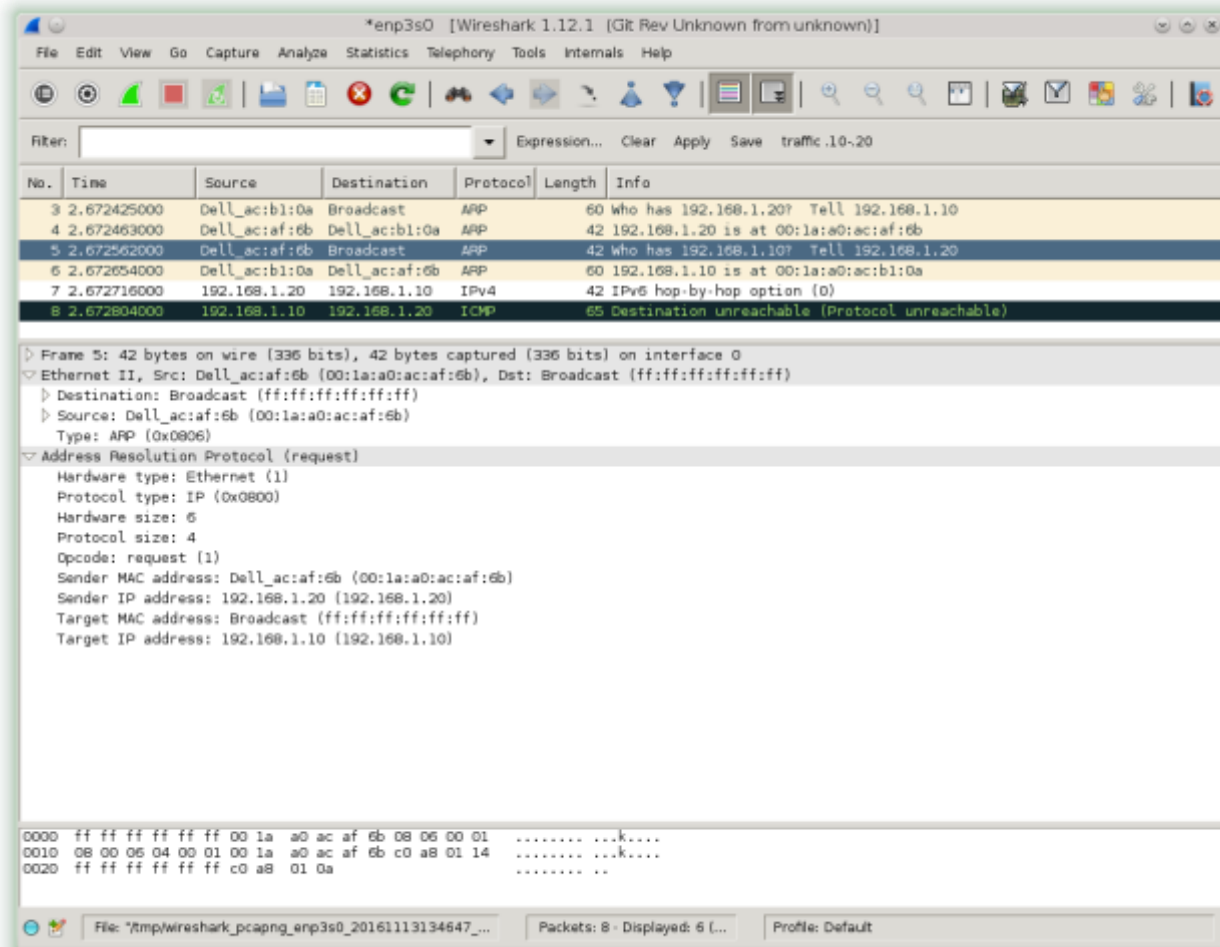 *enp3s0 [Wireshark 1.12.1 (Git Rev Unknown from unknown)]
File Edit View Go Capture Analyze Statistics Telephony Tools Internals Help
Filter: Expression... Clear Apply Save traffic .10-.20
No. Time Source Destination Protocol Length Info
3 2.672425000 Dell_ac:b1:0a Broadcast ARP 60 Who has 192.168.1.20? Tell 192.168.1.10
4 2.672463000 Dell_ac:af:6b Dell_ac:b1:0a ARP 42 192.168.1.20 is at 00:1a:a0:ac:af:6b
5 2.672562000 Dell_ac:af:6b Broadcast ARP 42 Who has 192.168.1.10? Tell 192.168.1.20
6 2.672654000 Dell_ac:b1:0a Dell_ac:af:6b ARP 60 192.168.1.10 is at 00:1a:a0:ac:b1:0a
7 2.672716000 192.168.1.20 192.168.1.10 IPv4 42 IPv6 hop-by-hop option (0)
8 2.672804000 192.168.1.10 192.168.1.20 ICMP 65 Destination unreachable (Protocol unreachable)
Frame 5: 42 bytes on wire (336 bits), 42 bytes captured (336 bits) on interface 0
Ethernet II, Src: Dell_ac:af:6b (00:1a:a0:ac:af:6b), Dst: Broadcast (ff:ff:ff:ff:ff:ff)
Destination: Broadcast (ff:ff:ff:ff:ff:ff)
Source: Dell_ac:af:6b (00:1a:a0:ac:af:6b)
Type: ARP (0x0806)
Address Resolution Protocol (request)
Hardware type: Ethernet (1)
Protocol type: IP (0x0800)
Hardware size: 6
Protocol size: 4
Opcode: request (1)
Sender MAC address: Dell_ac:af:6b (00:1a:a0:ac:af:6b)
Sender IP address: 192.168.1.20 (192.168.1.20)
Target MAC address: Broadcast (ff:ff:ff:ff:ff:ff)
Target IP address: 192.168.1.10 (192.168.1.10)
0000 ff ff ff ff ff ff 00 1a a0 ac af 6b 08 06 00 01 ........ ...k....
0010 08 00 06 04 00 01 00 1a a0 ac af 6b c0 a8 01 14 ........ ...k....
0020 ff ff ff ff ff ff c0 a8 01 0a ........ ..
File: "/tmp/wireshark_pcapng_enp3s0_20161113134647_... Packets: 8 · Displayed: 6 (... Profile: Default